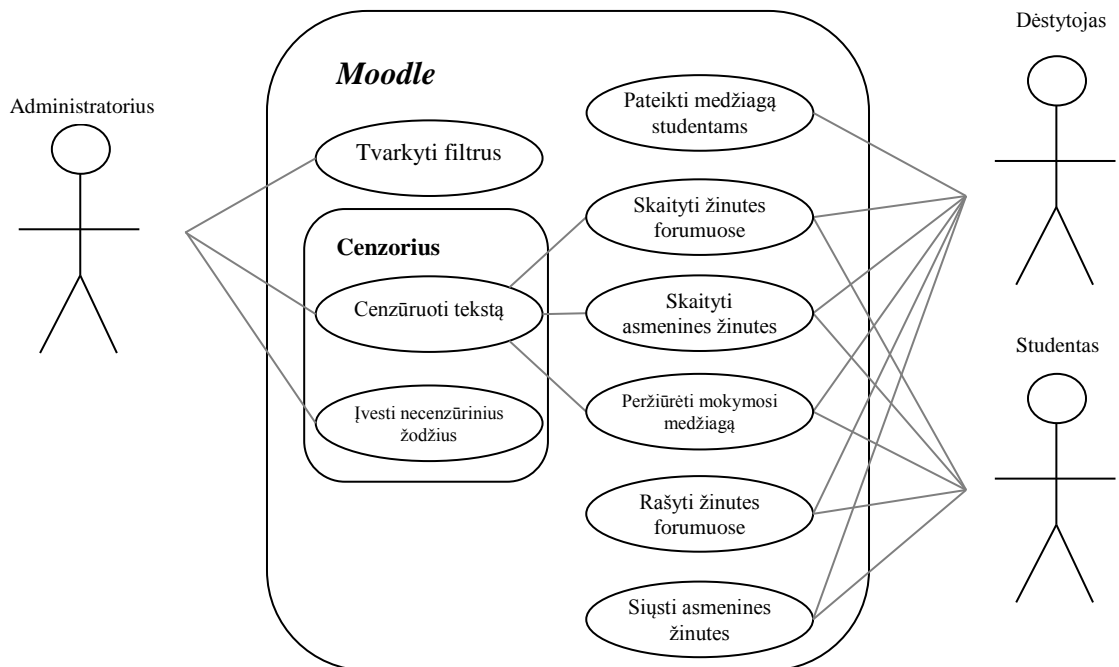 Dėstytojas
Moodle
Administratorius
Pateikti medžiagą
studentams
Tvarkyti filtrus
Skaityti žinutes
forumuose
Cenzorius
Cenzūruoti tekstą
Skaityti
asmenines žinutes
Studentas
Įvesti necenzūrinius
žodžius
Peržiūrėti mokymosi
medžiagą
Rašyti žinutes
forumuose
Siųsti asmenines
žinutes